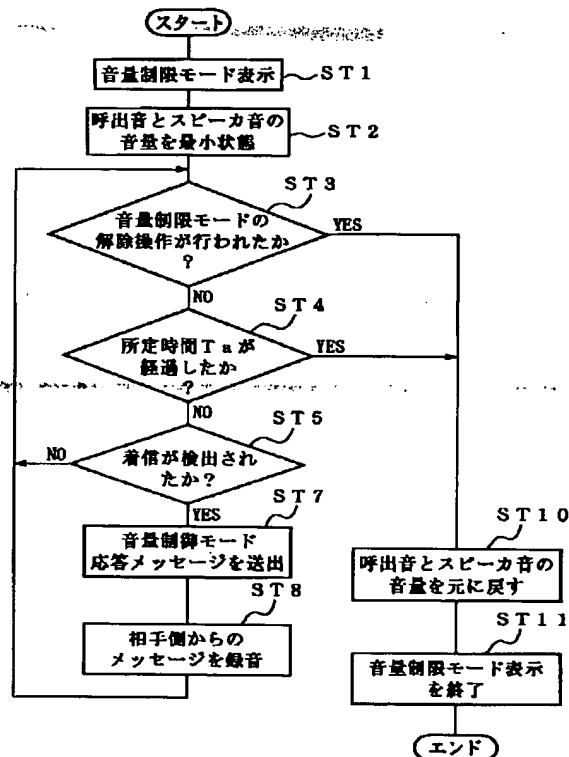 スタート
音量制限モード表示
ST1
呼出音とスピーカ音の
音量を最小状態
ST2
ST3
音量制限モードの
解除操作が行われたか
?
YES
NO
ST4
所定時間Taが
経過したか
?
YES
NO
ST5
着信が検出され
たか?
NO
YES
ST7
音量制御モード
応答メッセージを送出
ST8
相手側からの
メッセージを録音
ST10
呼出音とスピーカ音の
音量を元に戻す
ST11
音量制限モード表示
を終了
エンド